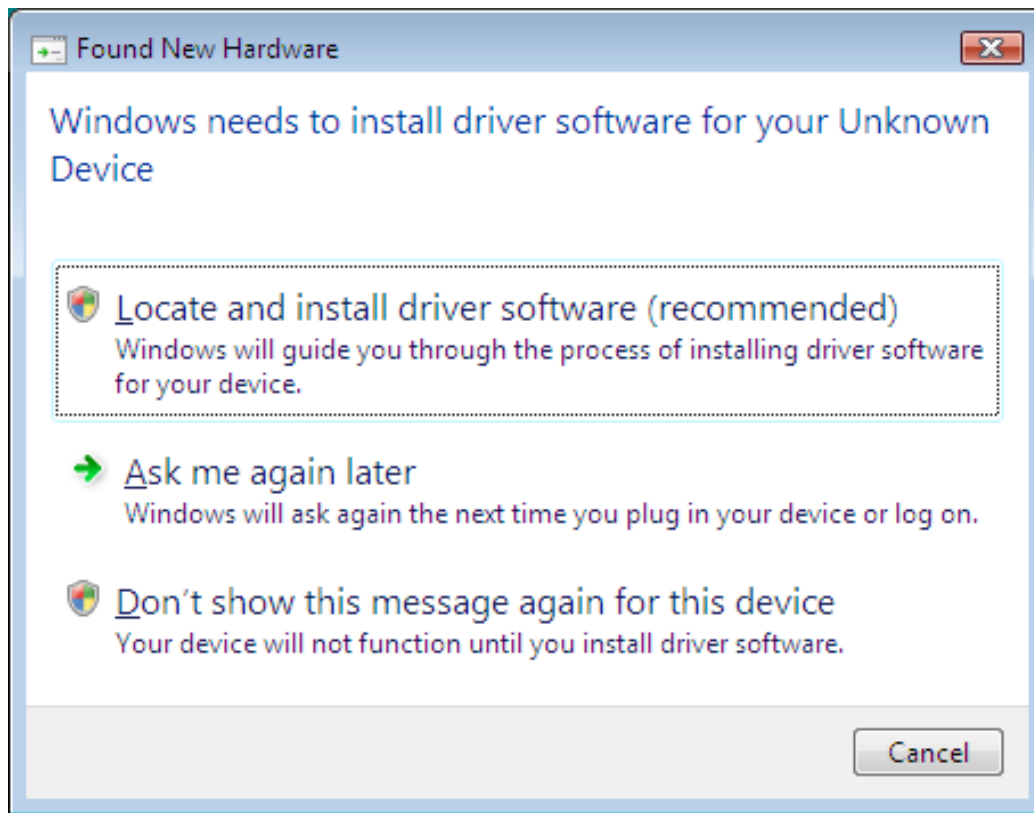 Found New Hardware
Windows needs to install driver software for your Unknown
Device
Locate and install driver software (recommended)
Windows will guide you through the process of installing driver software
for your device.
Ask me again later
Windows will ask again the next time you plug in your device or log on.
Don't show this message again for this device
Your device will not function until you install driver software.
Cancel